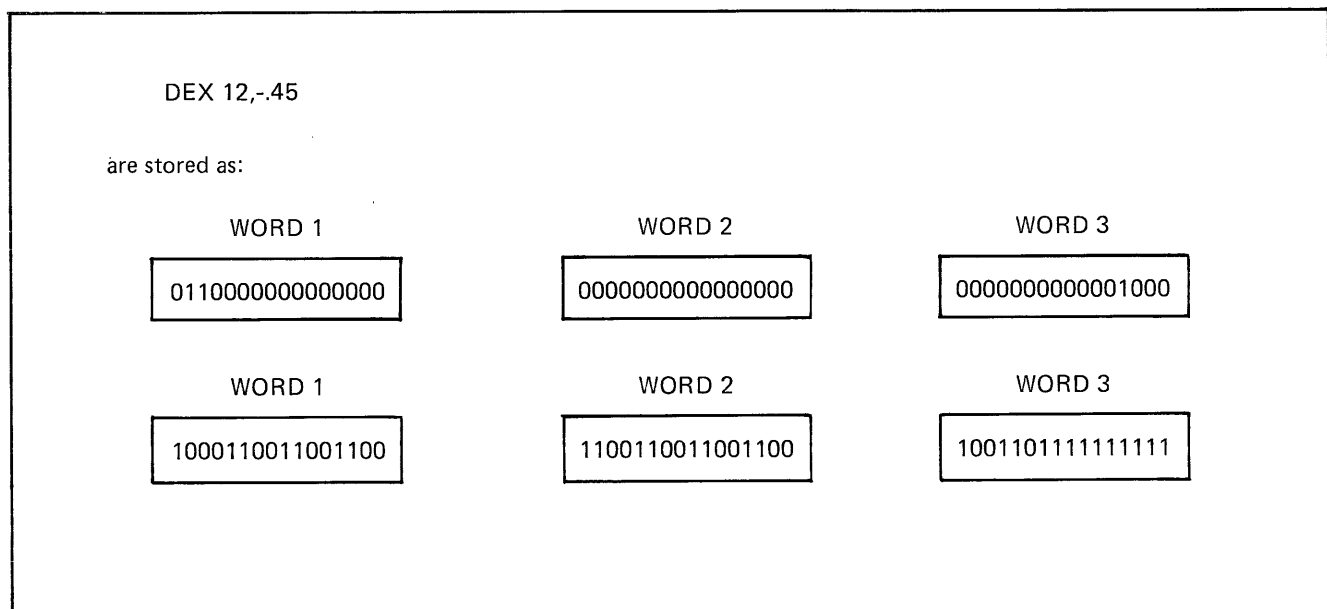 DEX 12,-.45
are stored as:
WORD 1 WORD 2 WORD 3
0110000000000000 0000000000000000 0000000000001000
WORD 1 WORD 2 WORD 3
1000110011001100 1100110011001100 1001101111111111